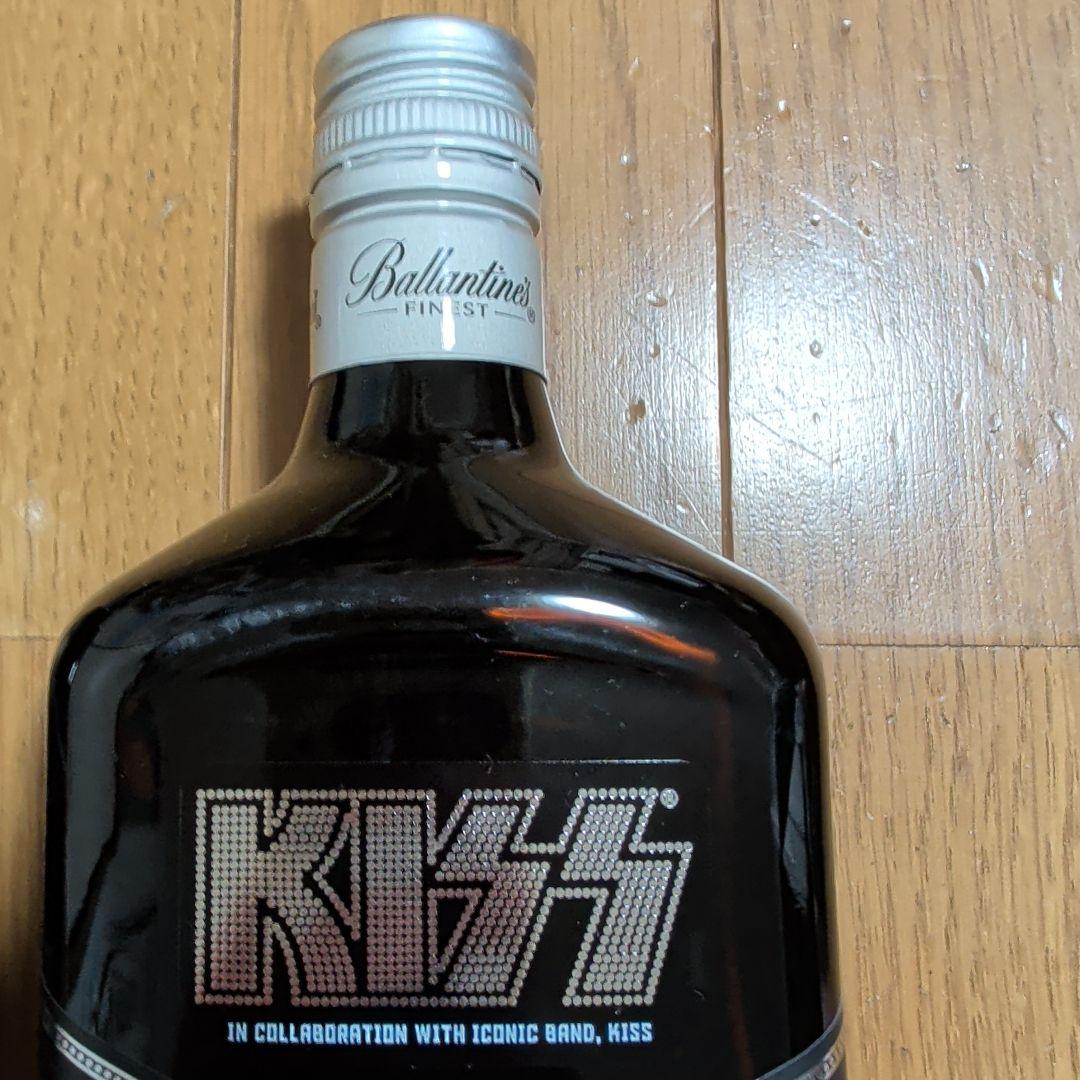 Ballantine's®
FINEST
KISS®
IN COLLABORATION WITH ICONIC BAND, KISS